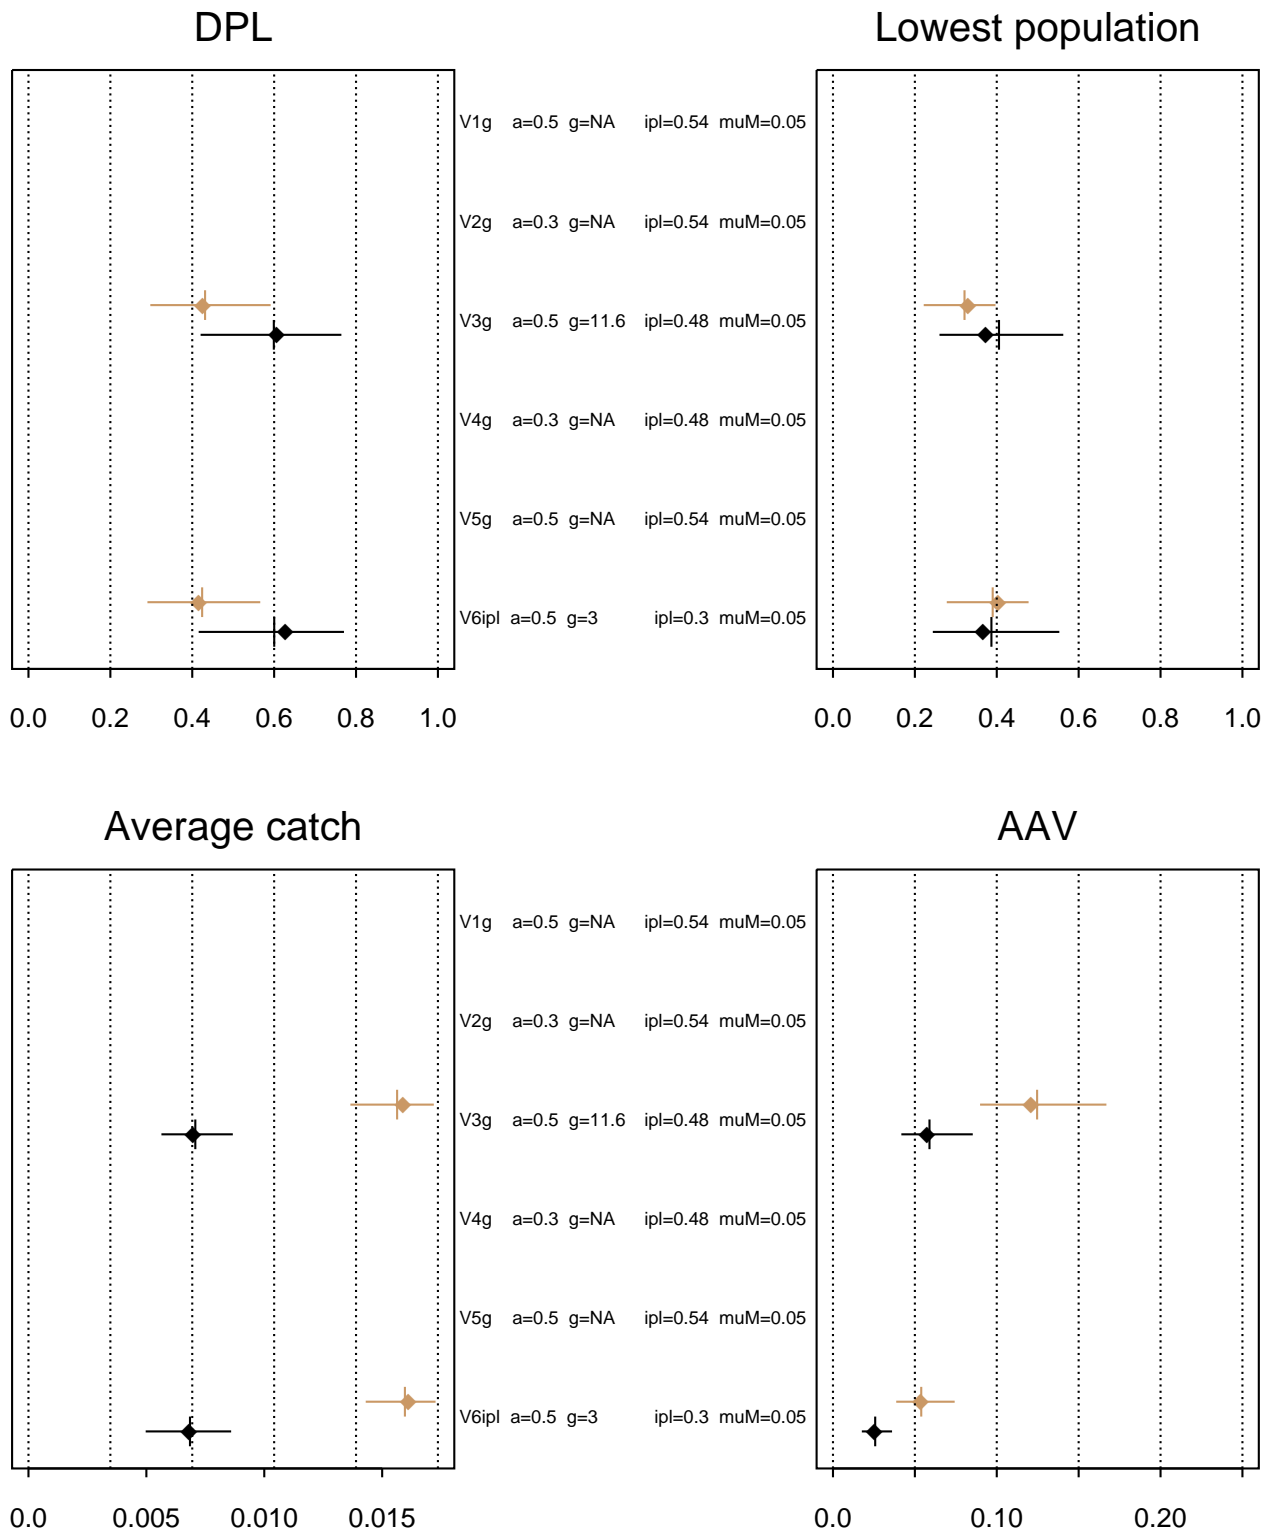 DPL
Lowest population
V1g a=0.5 g=NA ipl=0.54 muM=0.05
V2g a=0.3 g=NA ipl=0.54 muM=0.05
V3g a=0.5 g=11.6 ipl=0.48 muM=0.05
V4g a=0.3 g=NA ipl=0.48 muM=0.05
V5g a=0.5 g=NA ipl=0.54 muM=0.05
V6ipl a=0.5 g=3 ipl=0.3 muM=0.05
0.0 0.2 0.4 0.6 0.8 1.0
0.0 0.2 0.4 0.6 0.8 1.0
Average catch
AAV
V1g a=0.5 g=NA ipl=0.54 muM=0.05
V2g a=0.3 g=NA ipl=0.54 muM=0.05
V3g a=0.5 g=11.6 ipl=0.48 muM=0.05
V4g a=0.3 g=NA ipl=0.48 muM=0.05
V5g a=0.5 g=NA ipl=0.54 muM=0.05
V6ipl a=0.5 g=3 ipl=0.3 muM=0.05
0.0 0.005 0.010 0.015
0.0 0.10 0.20